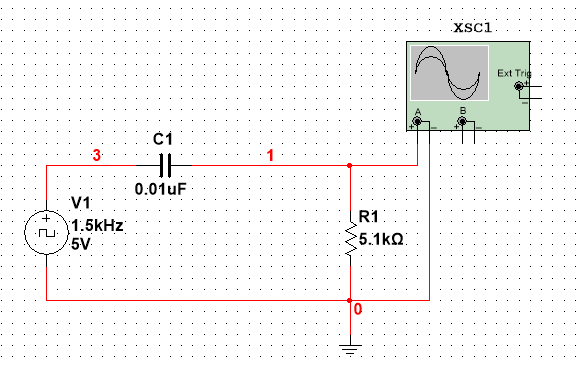 XSC1
Ext Trig
+
-
A
B
+ - + -
C1
3
1
0.01uF
V1
+
1.5kHz
5V
R1
5.1kΩ
0